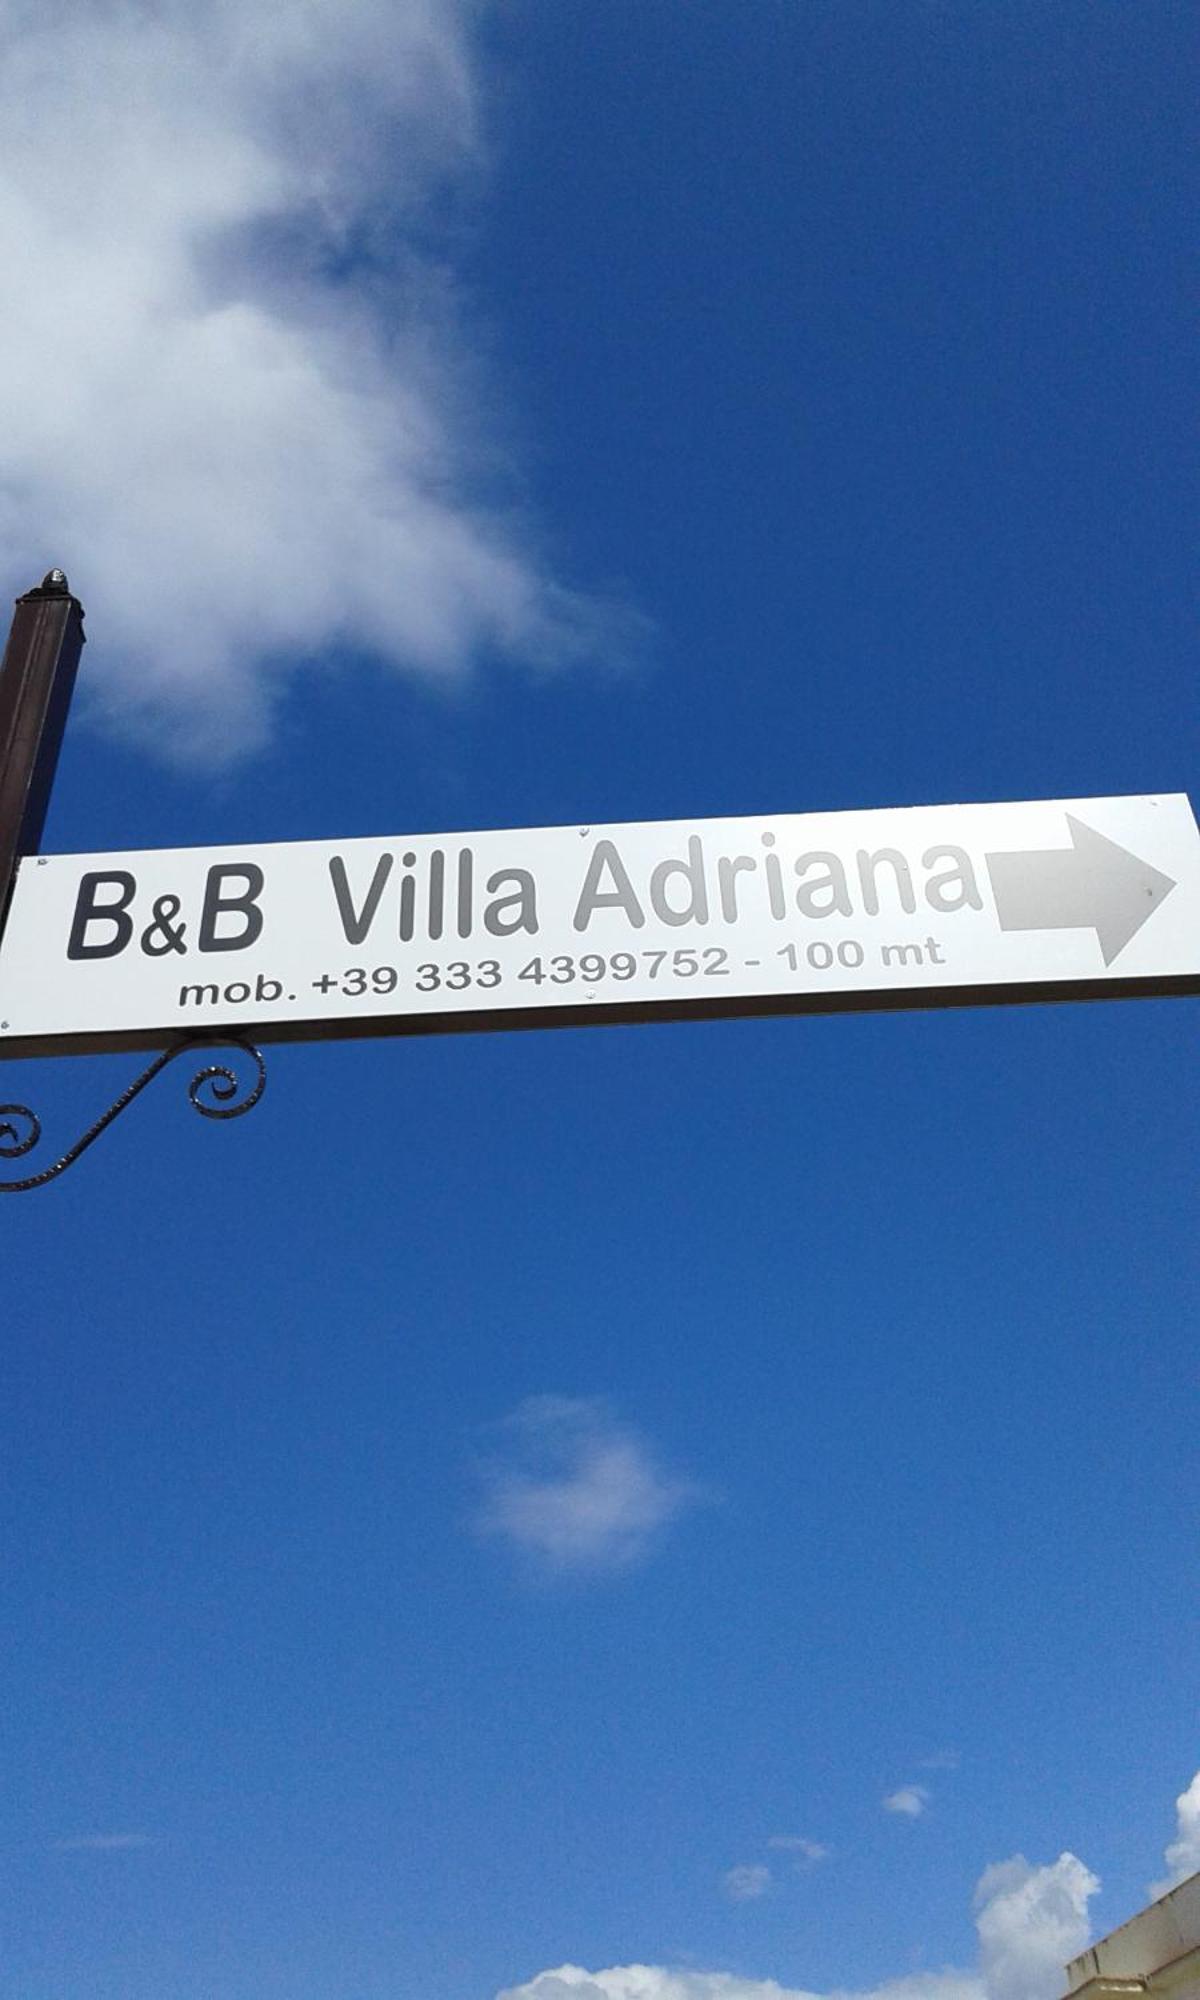 B&B Villa Adriana
mob. +39 333 4399752 - 100 mt